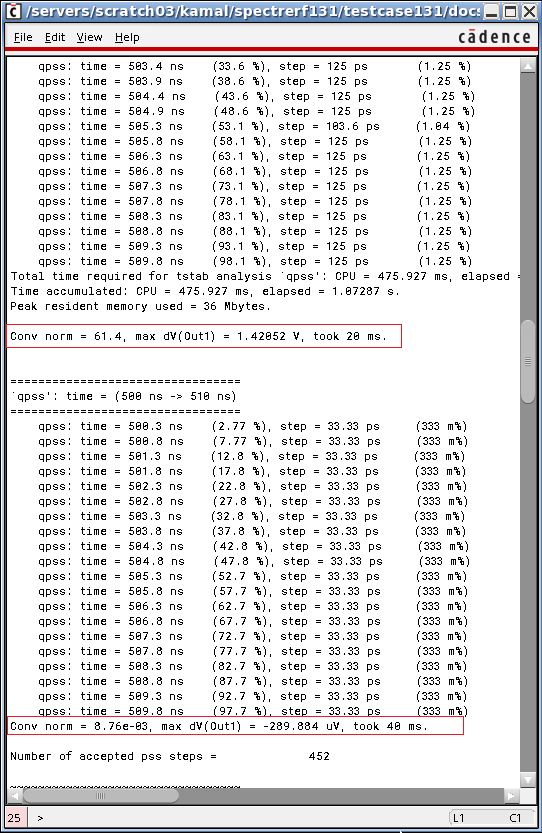 /servers/scratch03/kamal/spectrerf131/testcase131/docs
File Edit View Help cādence
qpss: time = 503.4 ns (33.6 %), step = 125 ps (1.25 %)
qpss: time = 503.9 ns (38.6 %), step = 125 ps (1.25 %)
qpss: time = 504.4 ns (43.6 %), step = 125 ps (1.25 %)
qpss: time = 504.9 ns (48.6 %), step = 125 ps (1.25 %)
qpss: time = 505.3 ns (53.1 %), step = 103.6 ps (1.04 %)
qpss: time = 505.8 ns (58.1 %), step = 125 ps (1.25 %)
qpss: time = 506.3 ns (63.1 %), step = 125 ps (1.25 %)
qpss: time = 506.8 ns (68.1 %), step = 125 ps (1.25 %)
qpss: time = 507.3 ns (73.1 %), step = 125 ps (1.25 %)
qpss: time = 507.8 ns (78.1 %), step = 125 ps (1.25 %)
qpss: time = 508.3 ns (83.1 %), step = 125 ps (1.25 %)
qpss: time = 508.8 ns (88.1 %), step = 125 ps (1.25 %)
qpss: time = 509.3 ns (93.1 %), step = 125 ps (1.25 %)
qpss: time = 509.8 ns (98.1 %), step = 125 ps (1.25 %)
Total time required for tstab analysis `qpss': CPU = 475.927 ms, elapsed =
Time accumulated: CPU = 475.927 ms, elapsed = 1.07287 s.
Peak resident memory used = 36 Mbytes.
Conv norm = 61.4, max dV(Out1) = 1.42052 V, took 20 ms.
=================================
`qpss': time = (500 ns -> 510 ns)
=================================
qpss: time = 500.3 ns (2.77 %), step = 33.33 ps (333 m%)
qpss: time = 500.8 ns (7.77 %), step = 33.33 ps (333 m%)
qpss: time = 501.3 ns (12.8 %), step = 33.33 ps (333 m%)
qpss: time = 501.8 ns (17.8 %), step = 33.33 ps (333 m%)
qpss: time = 502.3 ns (22.8 %), step = 33.33 ps (333 m%)
qpss: time = 502.8 ns (27.8 %), step = 33.33 ps (333 m%)
qpss: time = 503.3 ns (32.8 %), step = 33.33 ps (333 m%)
qpss: time = 503.8 ns (37.8 %), step = 33.33 ps (333 m%)
qpss: time = 504.3 ns (42.8 %), step = 33.33 ps (333 m%)
qpss: time = 504.8 ns (47.8 %), step = 33.33 ps (333 m%)
qpss: time = 505.3 ns (52.7 %), step = 33.33 ps (333 m%)
qpss: time = 505.8 ns (57.7 %), step = 33.33 ps (333 m%)
qpss: time = 506.3 ns (62.7 %), step = 33.33 ps (333 m%)
qpss: time = 506.8 ns (67.7 %), step = 33.33 ps (333 m%)
qpss: time = 507.3 ns (72.7 %), step = 33.33 ps (333 m%)
qpss: time = 507.8 ns (77.7 %), step = 33.33 ps (333 m%)
qpss: time = 508.3 ns (82.7 %), step = 33.33 ps (333 m%)
qpss: time = 508.8 ns (87.7 %), step = 33.33 ps (333 m%)
qpss: time = 509.3 ns (92.7 %), step = 33.33 ps (333 m%)
qpss: time = 509.8 ns (97.7 %), step = 33.33 ps (333 m%)
Conv norm = 8.76e-03, max dV(Out1) = -289.884 uV, took 40 ms.
Number of accepted pss steps = 452
25 > L1 C1